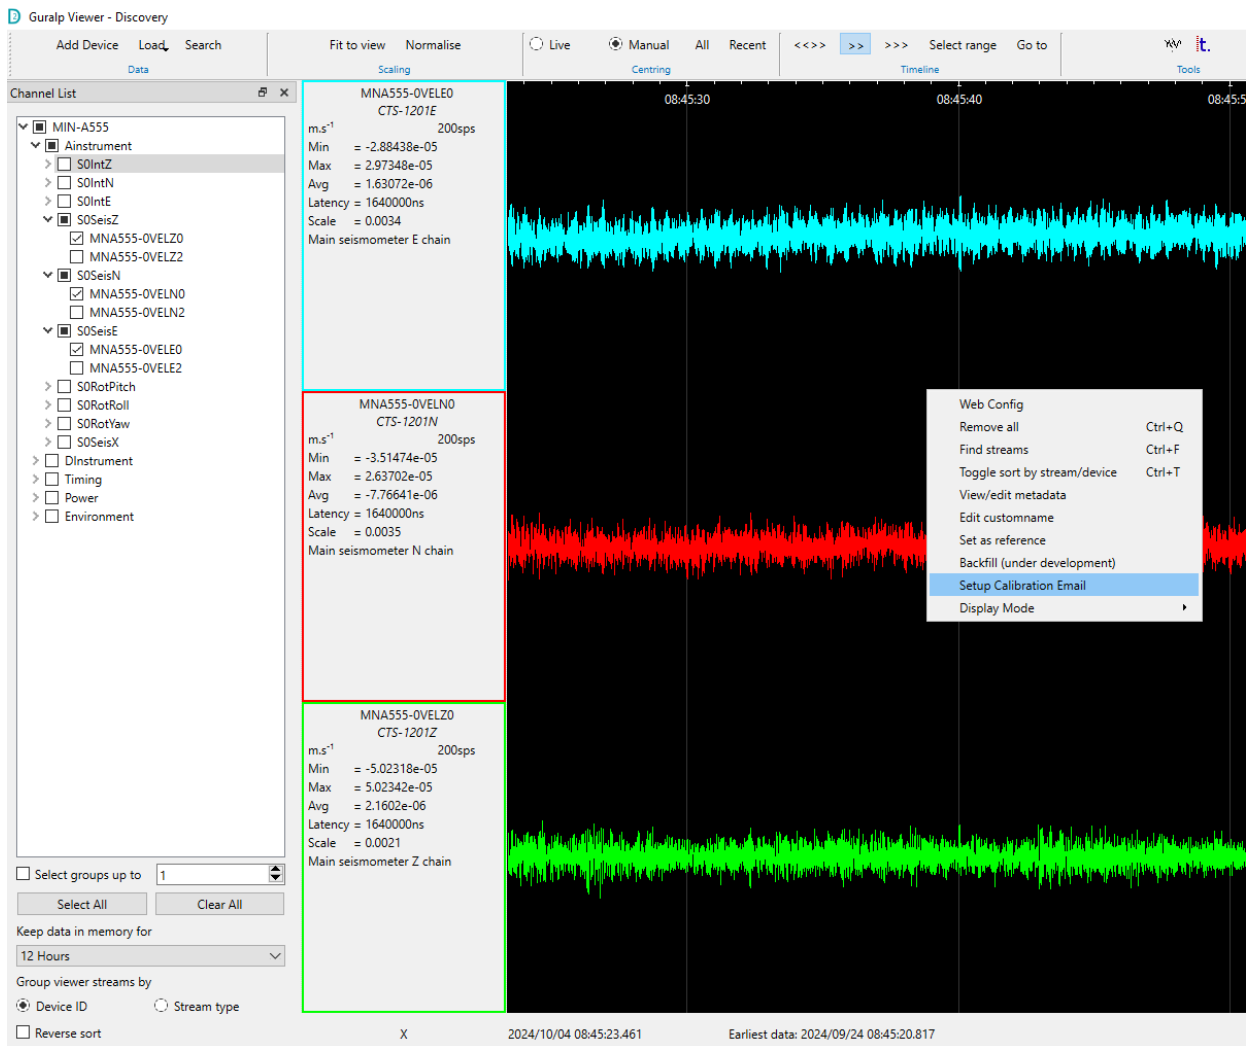 Guralp Viewer - Discovery
Add Device Load Search
Data
Fit to view Normalise
Scaling
Live Manual All Recent
Centring
<<>> >> >>> Select range Go to
Timeline
t.
Tools
Channel List
MIN-A555
Ainstrument
S0IntZ
S0IntN
S0IntE
S0SeisZ
MNA555-0VELZ0
MNA555-0VELZ2
S0SeisN
MNA555-0VELN0
MNA555-0VELN2
S0SeisE
MNA555-0VELE0
MNA555-0VELE2
S0RotPitch
S0RotRoll
S0RotYaw
S0SeisX
DInstrument
Timing
Power
Environment
Select groups up to 1
Select All Clear All
Keep data in memory for
12 Hours
Group viewer streams by
Device ID Stream type
Reverse sort
MNA555-0VELE0
CTS-1201E
m.s⁻¹ 200sps
Min = -2.88438e-05
Max = 2.97348e-05
Avg = 1.63072e-06
Latency = 1640000ns
Scale = 0.0034
Main seismometer E chain
MNA555-0VELN0
CTS-1201N
m.s⁻¹ 200sps
Min = -3.51474e-05
Max = 2.63702e-05
Avg = -7.76641e-06
Latency = 1640000ns
Scale = 0.0035
Main seismometer N chain
MNA555-0VELZ0
CTS-1201Z
m.s⁻¹ 200sps
Min = -5.02318e-05
Max = 5.02342e-05
Avg = 2.1602e-06
Latency = 1640000ns
Scale = 0.0021
Main seismometer Z chain
08:45:30 08:45:40 08:45:5
Web Config
Remove all Ctrl+Q
Find streams Ctrl+F
Toggle sort by stream/device Ctrl+T
View/edit metadata
Edit customname
Set as reference
Backfill (under development)
Setup Calibration Email
Display Mode
X 2024/10/04 08:45:23.461 Earliest data: 2024/09/24 08:45:20.817